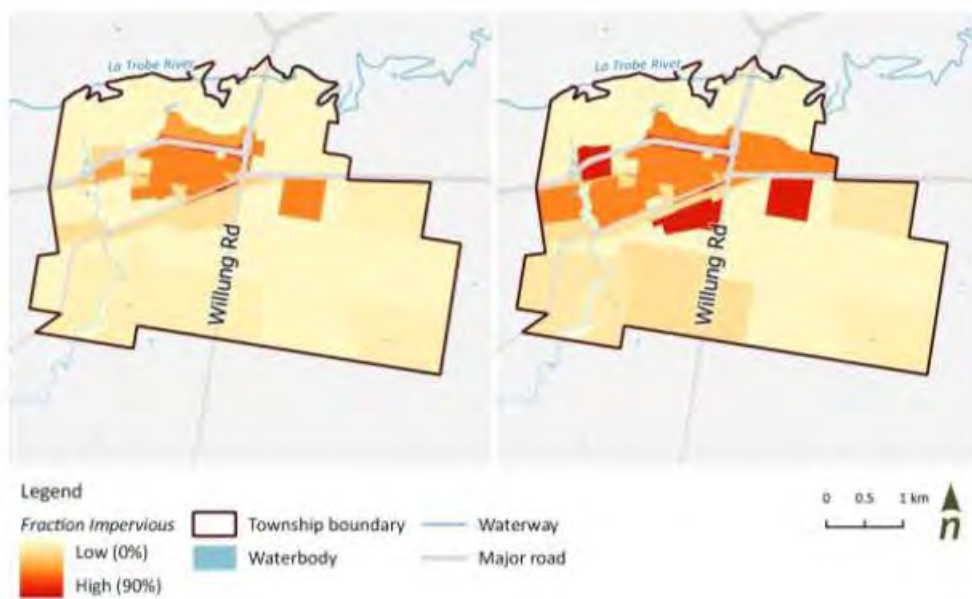 La Trobe River
La Trobe River
Willung Rd
Willung Rd
Legend
Fraction Impervious
Low (0%)
High (90%)
Township boundary
Waterbody
Waterway
Major road
0 0.5 1 km
n